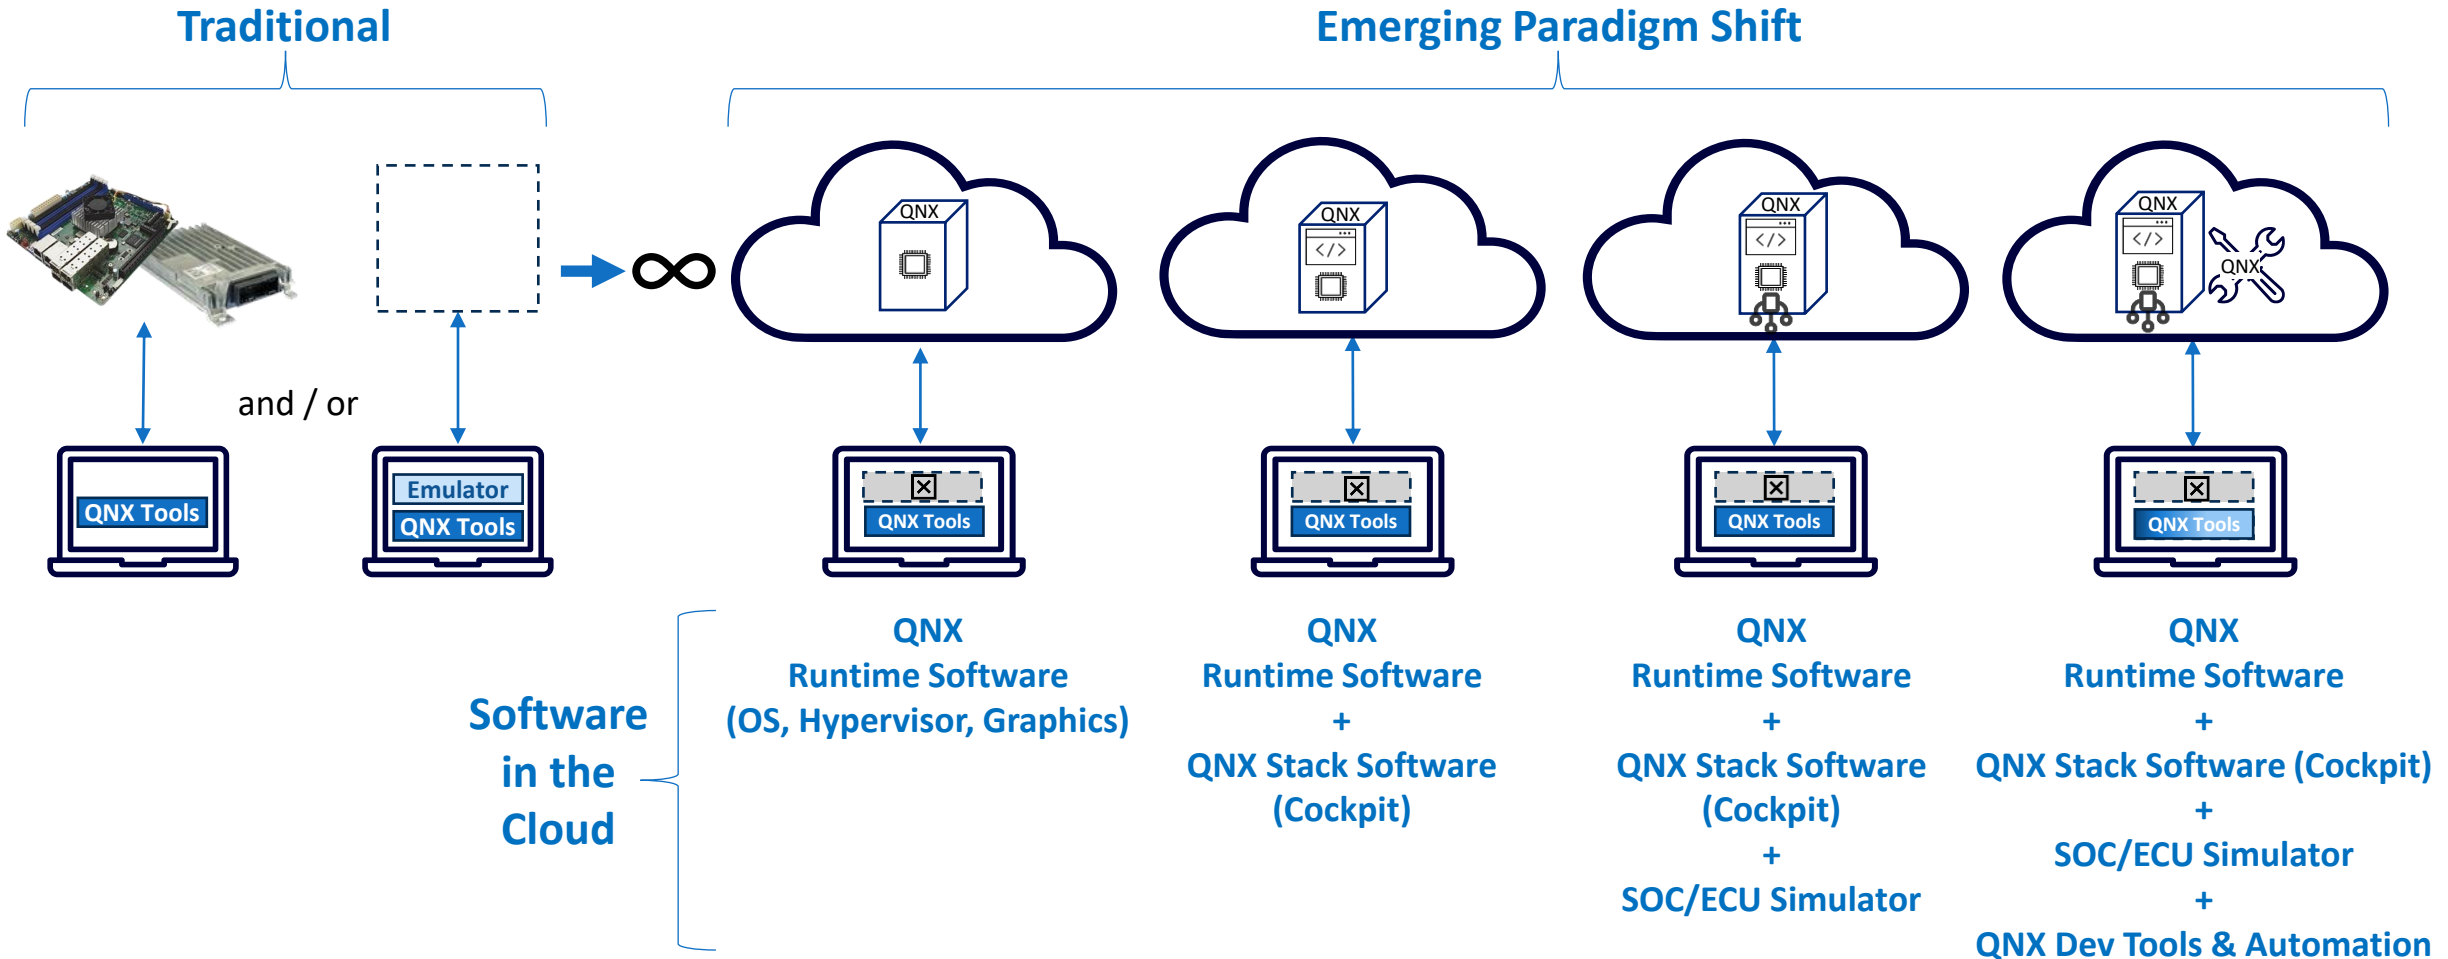 Traditional
Emerging Paradigm Shift
QNX
</>
QNX
</>
QNX
</>
QNX
QNX
and / or
QNX Tools
Emulator
QNX Tools
QNX Tools
QNX Tools
QNX Tools
QNX Tools
Software
in the
Cloud
QNX
Runtime Software
(OS, Hypervisor, Graphics)
QNX
Runtime Software
+
QNX Stack Software
(Cockpit)
QNX
Runtime Software
+
QNX Stack Software
(Cockpit)
+
SOC/ECU Simulator
QNX
Runtime Software
+
QNX Stack Software (Cockpit)
+
SOC/ECU Simulator
+
QNX Dev Tools & Automation